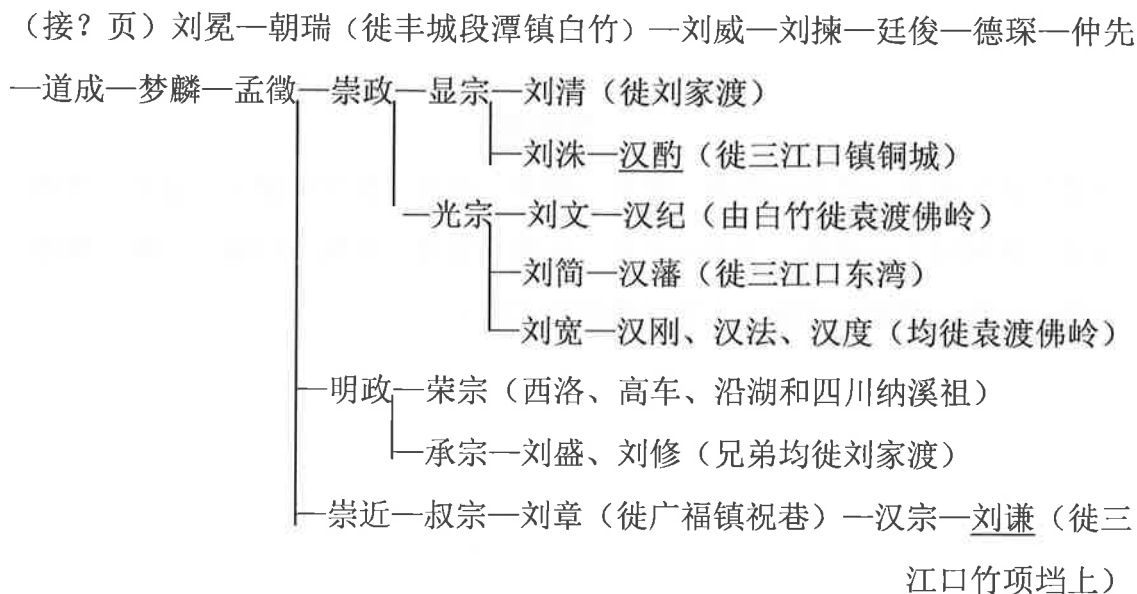 （接？页）刘冕—朝瑞（徙丰城段潭镇白竹）—刘威—刘揀—廷俊—德琛—仲先
—道成—梦麟—孟徵—崇政—显宗—刘清（徙刘家渡）
—刘洙—汉酌（徙三江口镇铜城）
—光宗—刘文—汉纪（由白竹徙袁渡佛岭）
—刘简—汉藩（徙三江口东湾）
—刘宽—汉刚、汉法、汉度（均徙袁渡佛岭）
—明政—荣宗（西洛、高车、沿湖和四川纳溪祖）
—承宗—刘盛、刘修（兄弟均徙刘家渡）
—崇近—叔宗—刘章（徙广福镇祝巷）—汉宗—刘谦（徙三
江口竹项垱上）